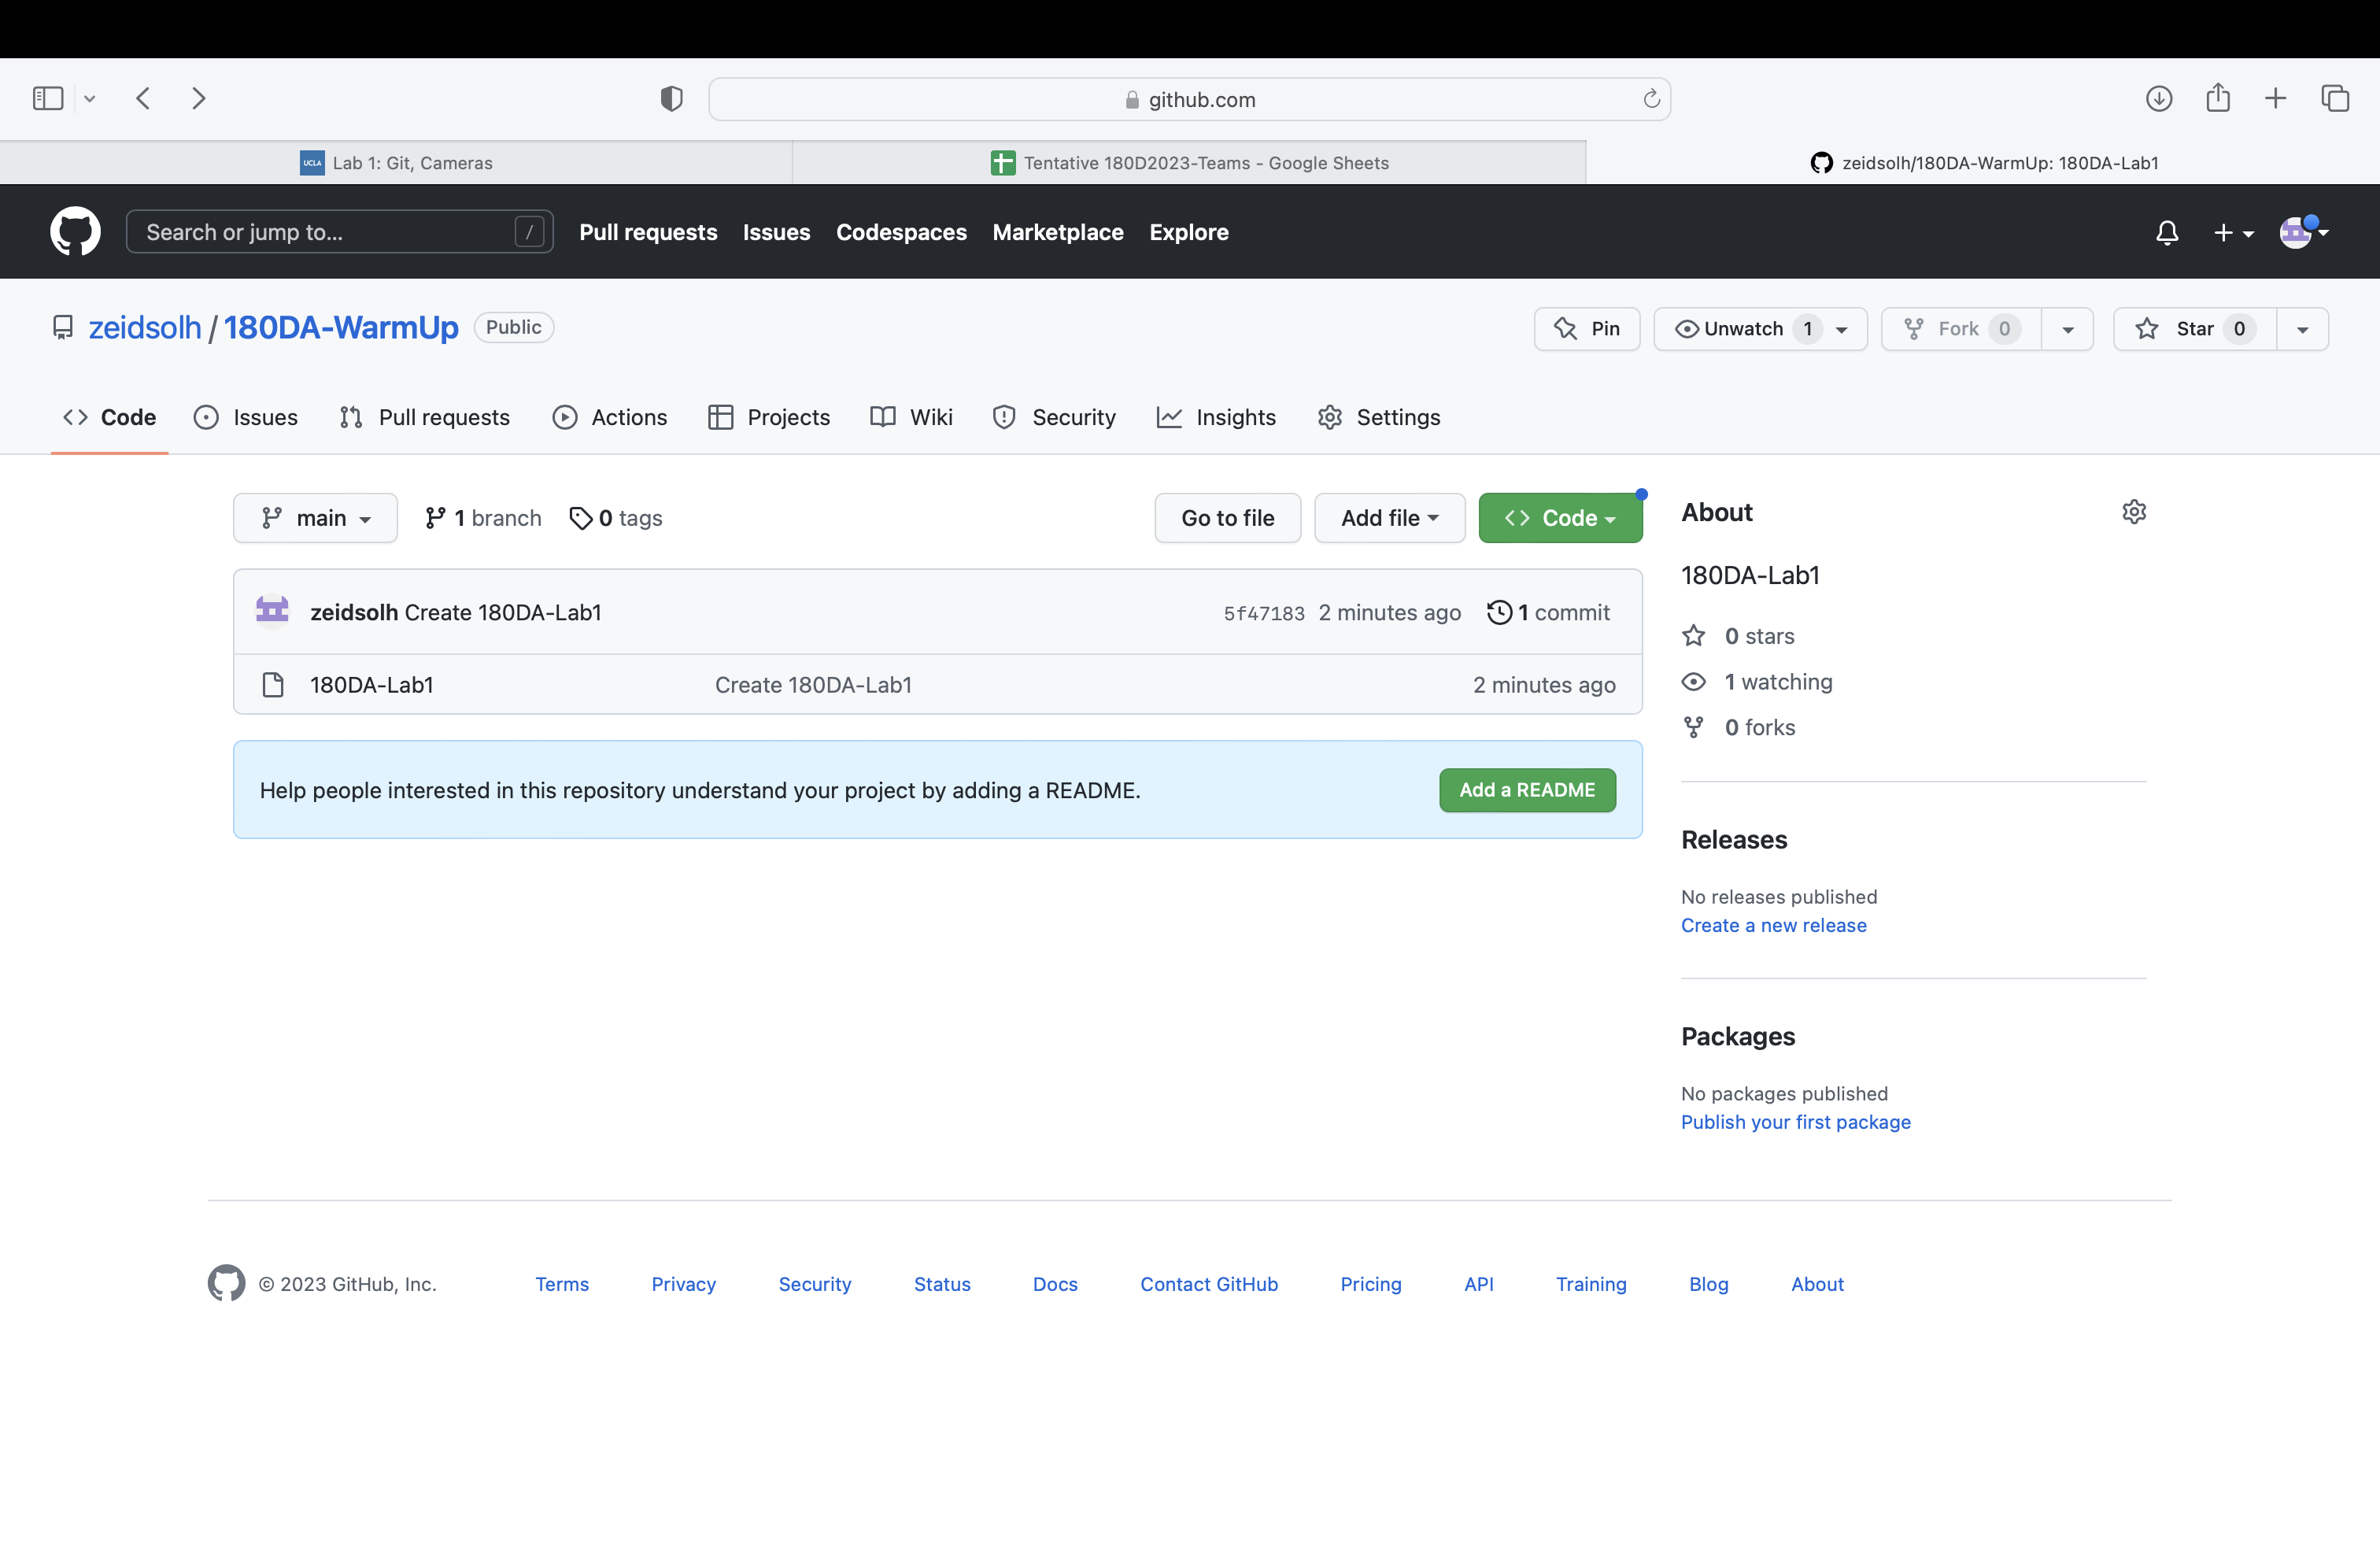 github.com
UCLA Lab 1: Git, Cameras
Tentative 180D2023-Teams - Google Sheets
zeidsolh/180DA-WarmUp: 180DA-Lab1
Search or jump to... /
Pull requests Issues Codespaces Marketplace Explore
zeidsolh / 180DA-WarmUp Public
Pin Unwatch 1 Fork 0 Star 0
Code Issues Pull requests Actions Projects Wiki Security Insights Settings
main 1 branch 0 tags Go to file Add file Code
zeidsolh Create 180DA-Lab1 5f47183 2 minutes ago 1 commit
180DA-Lab1 Create 180DA-Lab1 2 minutes ago
Help people interested in this repository understand your project by adding a README. Add a README
About
180DA-Lab1
0 stars
1 watching
0 forks
Releases
No releases published
Create a new release
Packages
No packages published
Publish your first package
© 2023 GitHub, Inc. Terms Privacy Security Status Docs Contact GitHub Pricing API Training Blog About